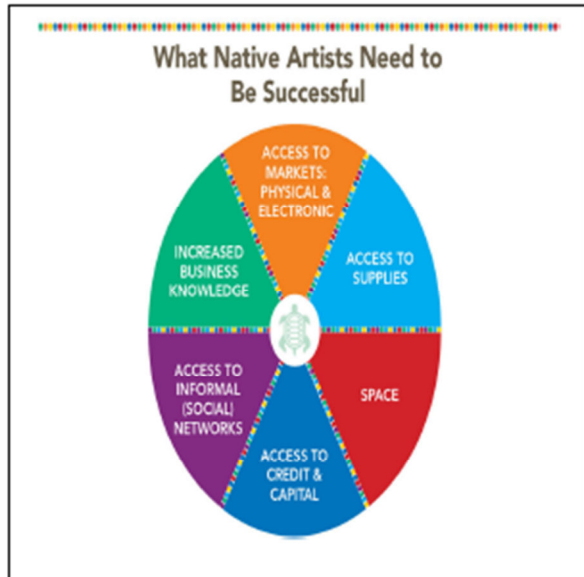 What Native Artists Need to
Be Successful
ACCESS TO
MARKETS:
PHYSICAL &
ELECTRONIC
ACCESS TO
SUPPLIES
SPACE
ACCESS TO
CREDIT &
CAPITAL
ACCESS TO
INFORMAL
(SOCIAL)
NETWORKS
INCREASED
BUSINESS
KNOWLEDGE